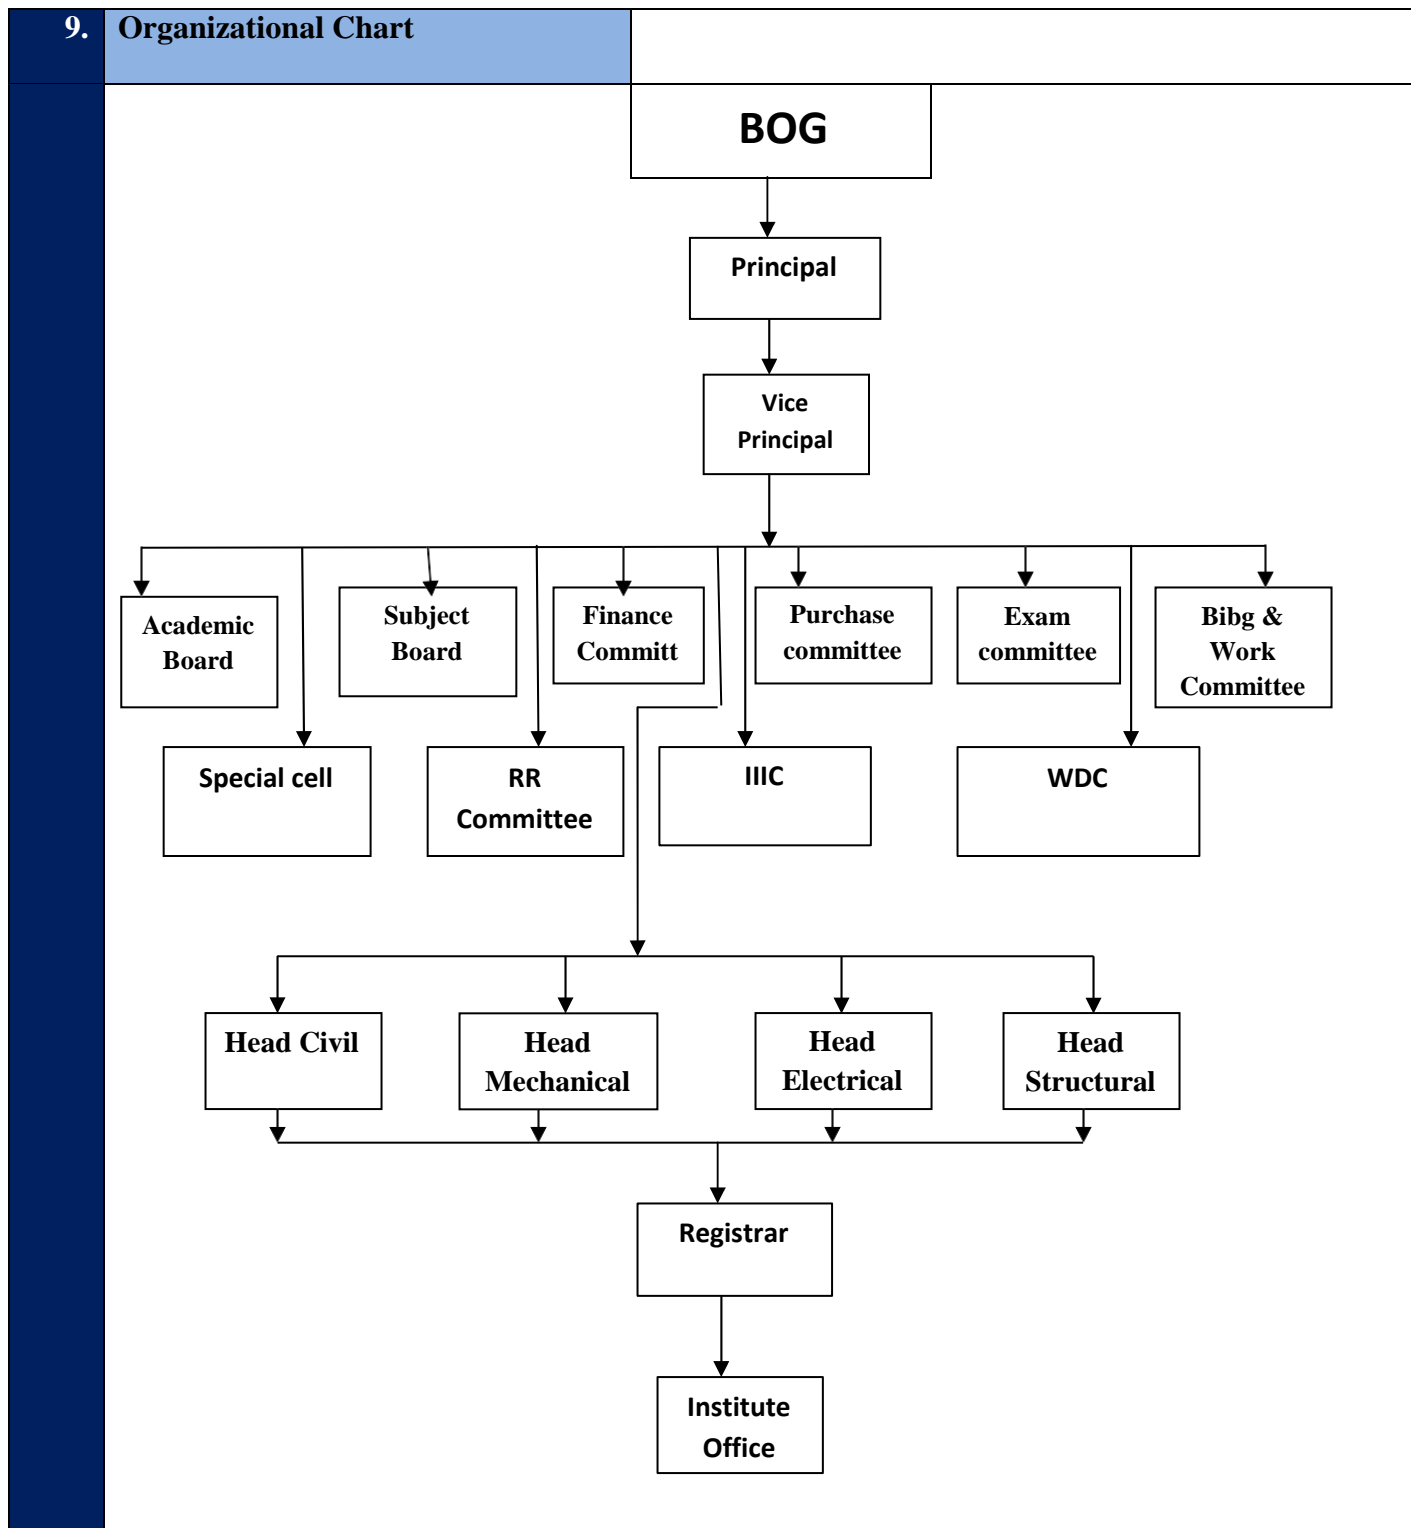 9. Organizational Chart
BOG
Principal
Vice
Principal
Academic
Board
Subject
Board
Finance
Committ
Purchase
committee
Exam
committee
Bibg &
Work
Committee
Special cell
RR
Committee
IIIC
WDC
Head Civil
Head
Mechanical
Head
Electrical
Head
Structural
Registrar
Institute
Office